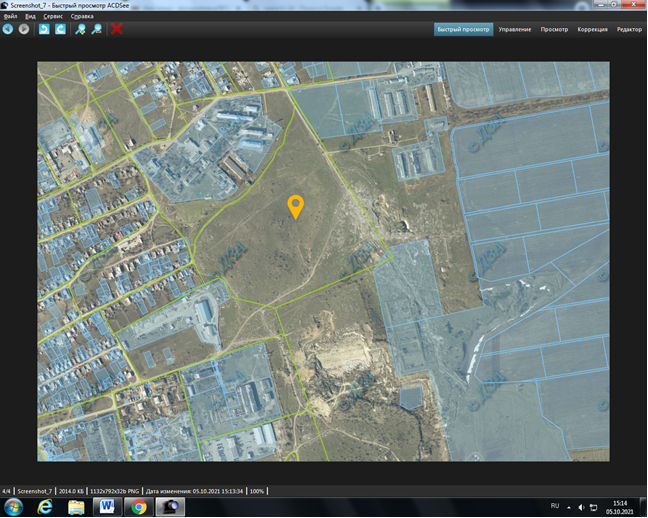 Screenshot_7 - Быстрый просмотр ACDSee
Файл Вид Сервис Справка
Быстрый просмотр Управление Просмотр Коррекция Редактор
4/4 Screenshot_7 2014.0 КБ 1132x792x32b PNG Дата изменения: 05.10.2021 15:13:34 100%
RU 15:14
05.10.2021